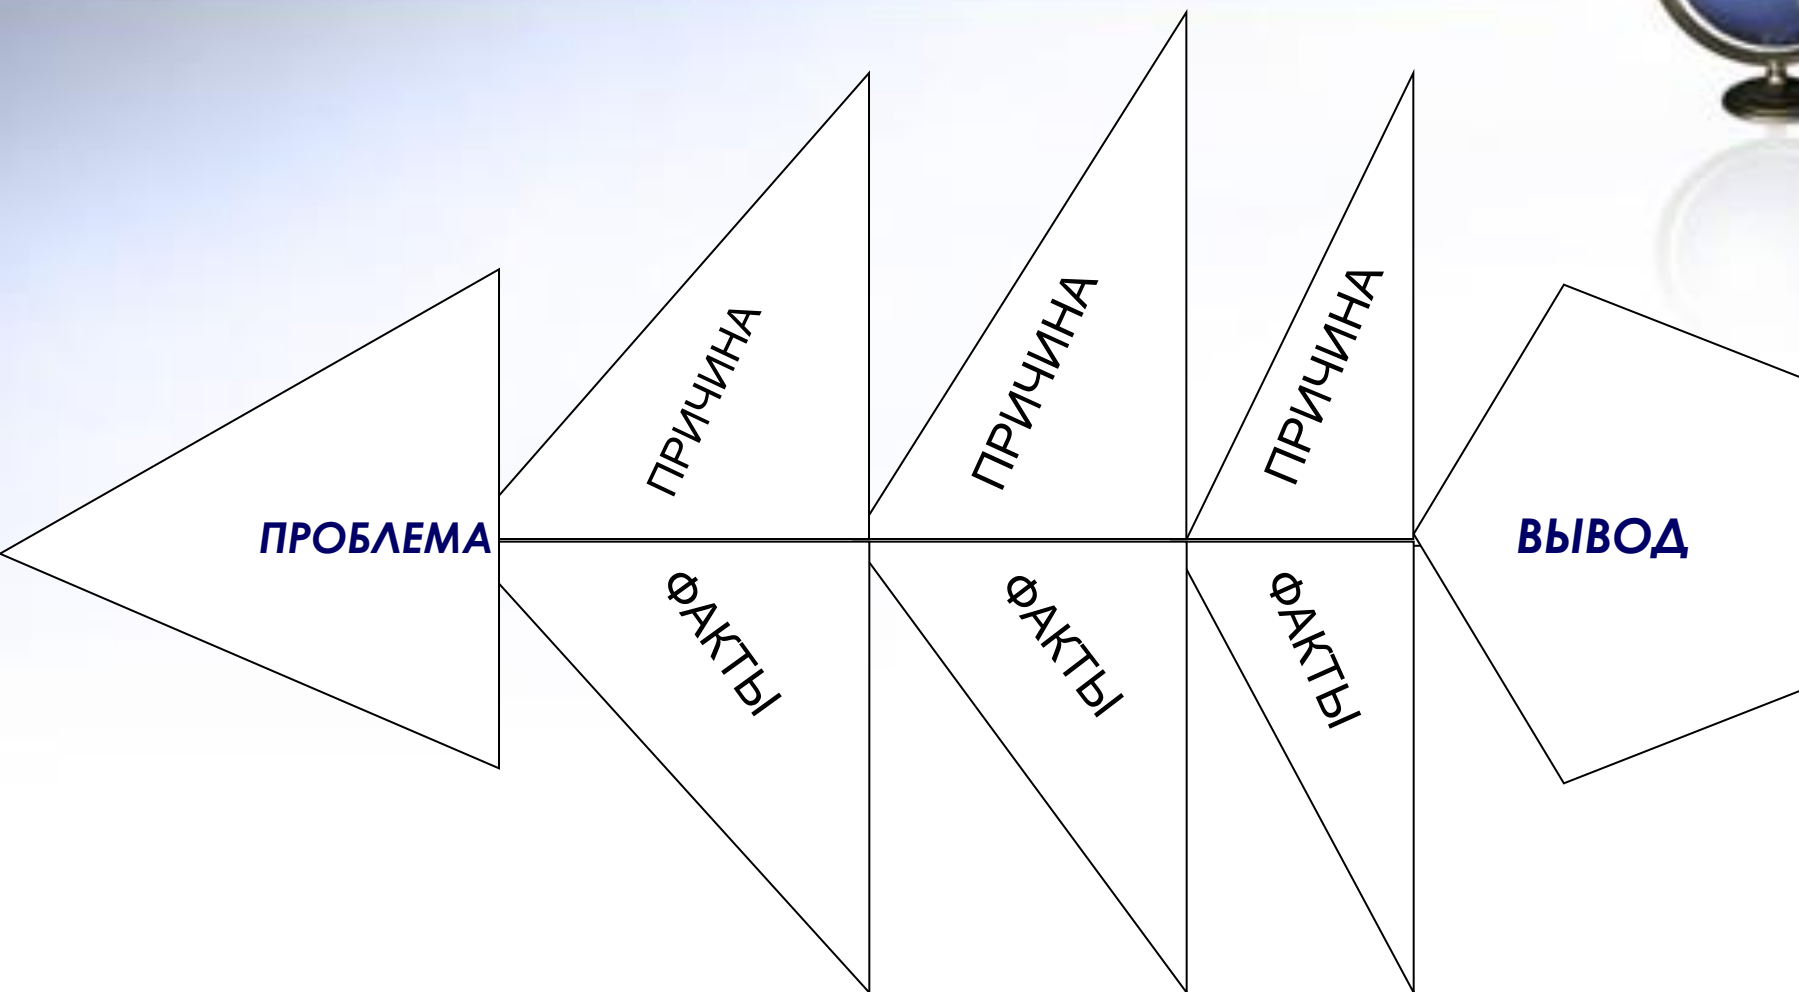 ПРИЧИНА
ПРИЧИНА
ПРИЧИНА
ПРОБЛЕМА
ВЫВОД
ФАКТЫ
ФАКТЫ
ФАКТЫ